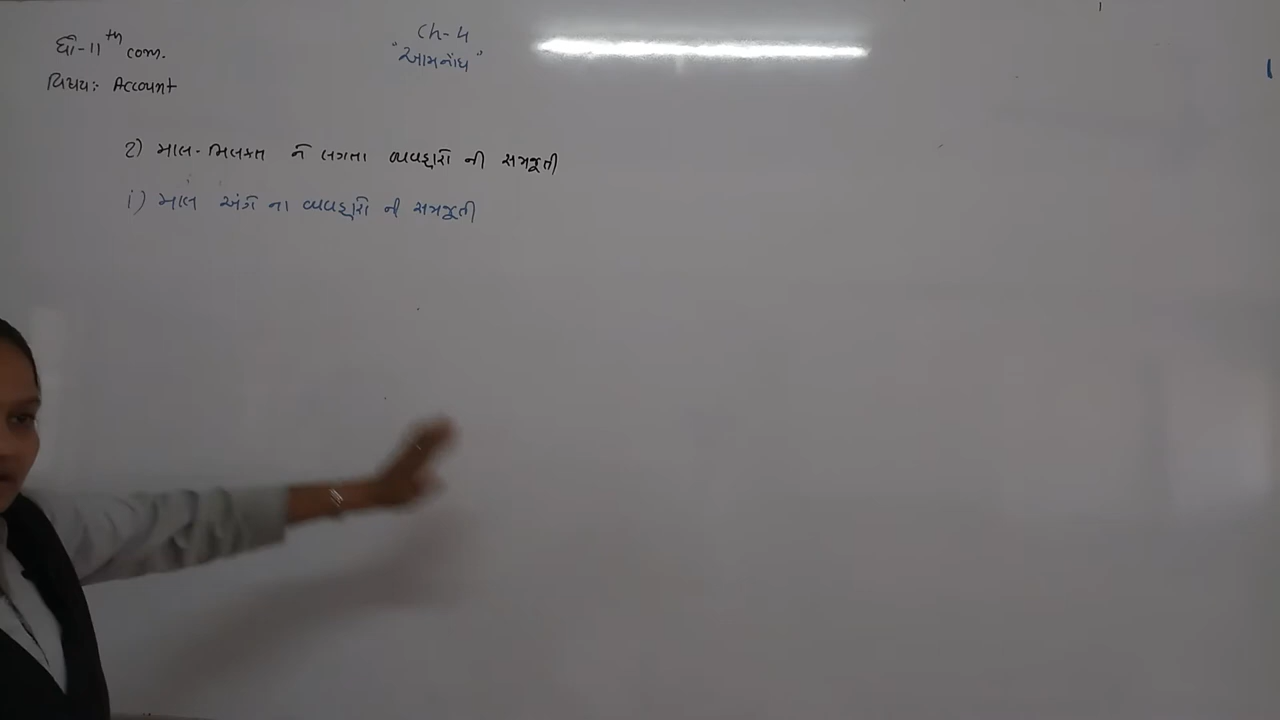 ધો-11th com.
વિષય:- Account
Ch-4
"આમનોંધ"
2) માલ-મિલકત ને લગતા વ્યવહારો ની સમજૂતી
i) માલ અંગે ના વ્યવહારો ની સમજૂતી